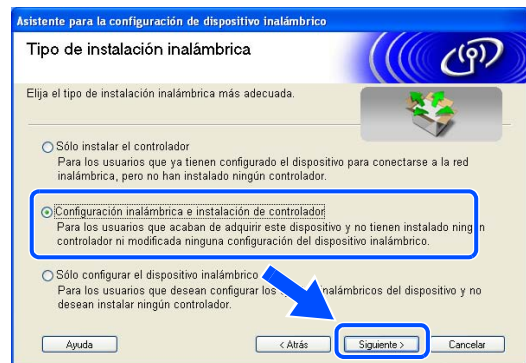 Asistente para la configuración de dispositivo inalámbrico
Tipo de instalación inalámbrica
Elija el tipo de instalación inalámbrica más adecuada.
Sólo instalar el controlador
Para los usuarios que ya tienen configurado el dispositivo para conectarse a la red
inalámbrica, pero no han instalado ningún controlador.
Configuración inalámbrica e instalación de controlador
Para los usuarios que acaban de adquirir este dispositivo y no tienen instalado ningún
controlador ni modificada ninguna configuración del dispositivo inalámbrico.
Sólo configurar el dispositivo inalámbrico
Para los usuarios que desean configurar los inalámbricos del dispositivo y no
desean instalar ningún controlador.
Ayuda
< Atrás
Siguiente >
Cancelar